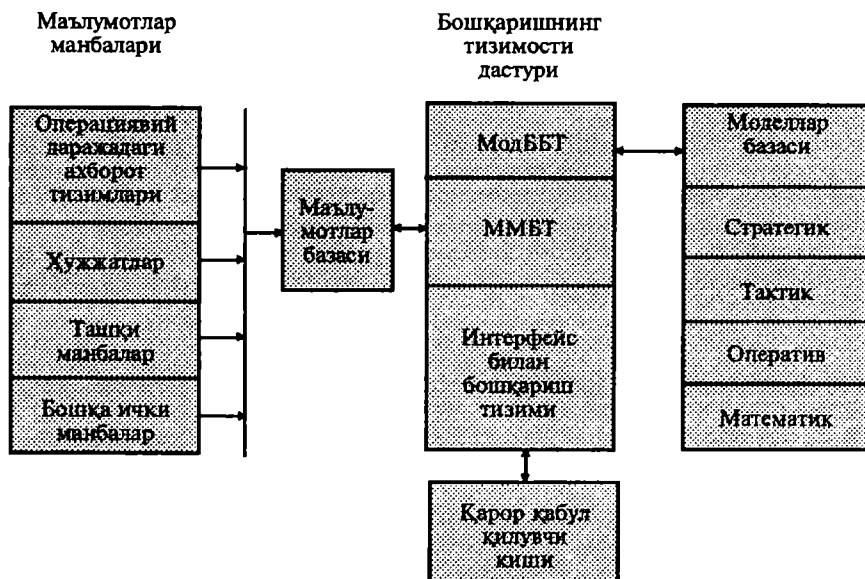 Маълумотлар
манбалари
Бошқаришнинг
тизимости
дастури
Операциявий
даражадаги
ахборот
тизимлари
Ҳужжатлар
Ташқи
манбалар
Бошқа ички
манбалар
Маълу-
мотлар
базаси
МодББТ
ММБТ
Интерфейс
билан
бошқариш
тизими
Қарор қабул
қилувчи
киши
Моделлар
базаси
Стратегик
Тактик
Оператив
Математик